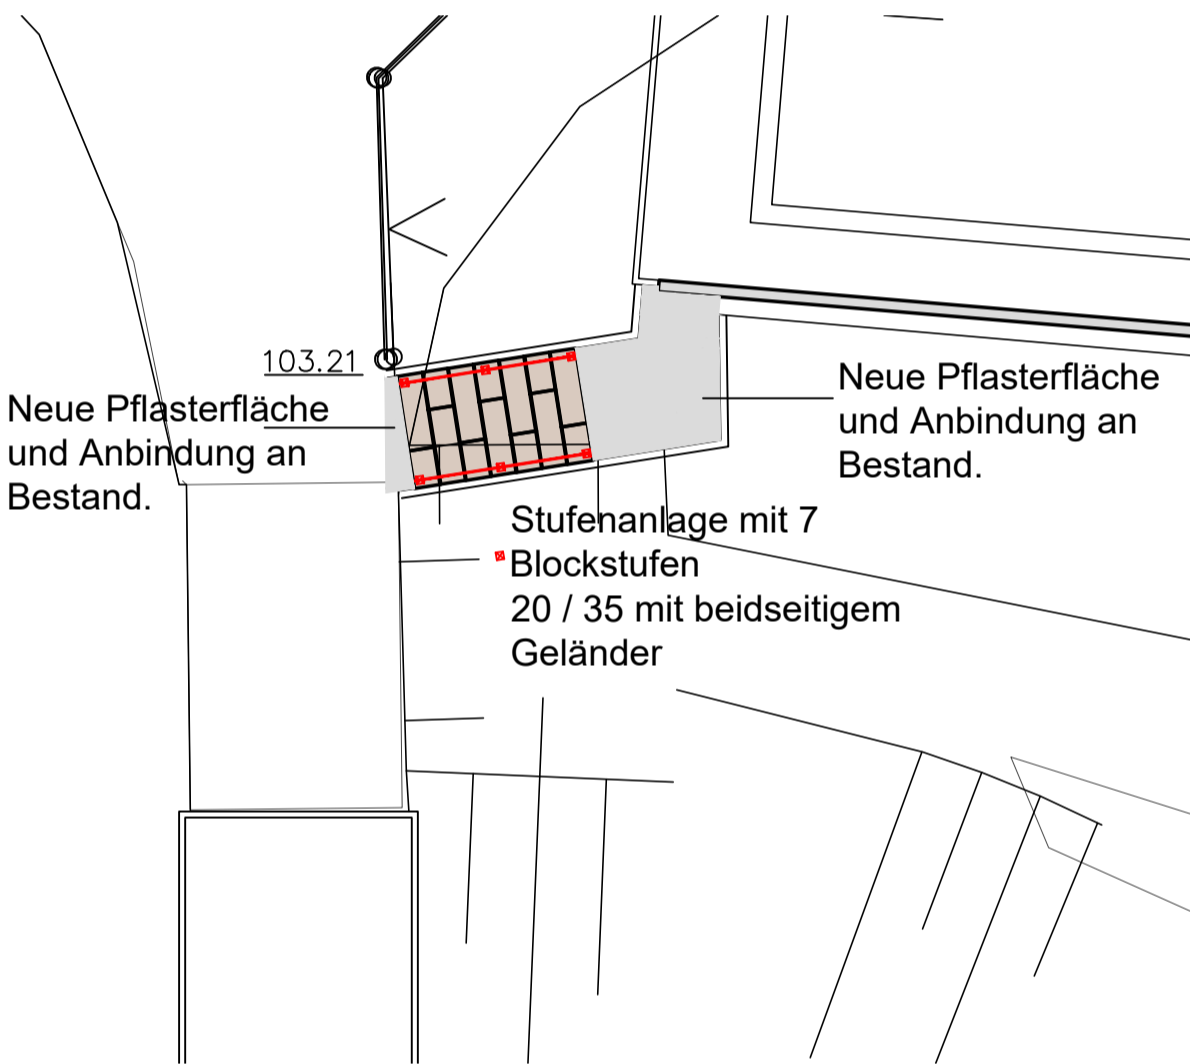 103.21
Neue Pflasterfläche
und Anbindung an
Bestand.
Neue Pflasterfläche
und Anbindung an
Bestand.
Stufenanlage mit 7
Blockstufen
20 / 35 mit beidseitigem
Geländer